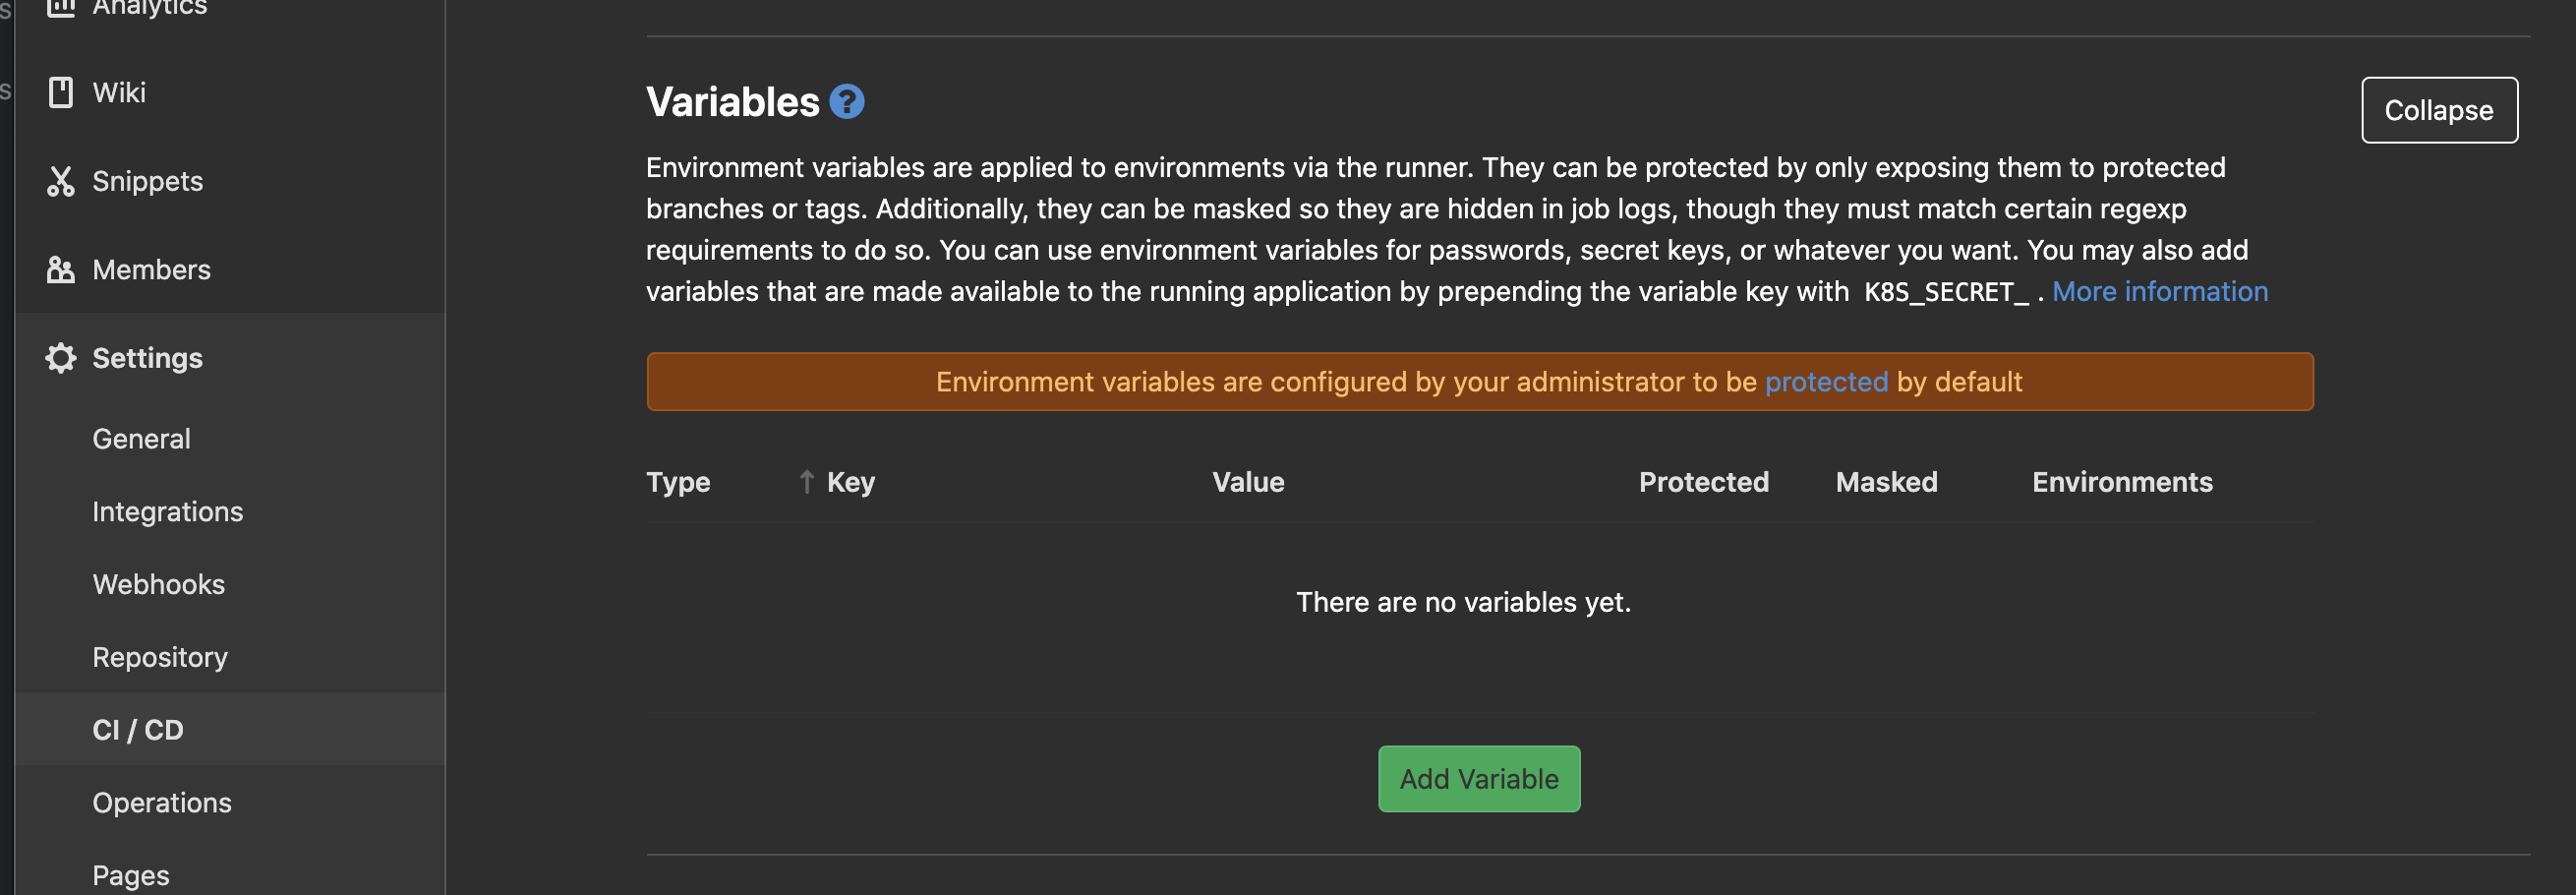 Analytics
Wiki
Snippets
Members
Settings
General
Integrations
Webhooks
Repository
CI / CD
Operations
Pages
Variables ?
Collapse
Environment variables are applied to environments via the runner. They can be protected by only exposing them to protected
branches or tags. Additionally, they can be masked so they are hidden in job logs, though they must match certain regexp
requirements to do so. You can use environment variables for passwords, secret keys, or whatever you want. You may also add
variables that are made available to the running application by prepending the variable key with K8S_SECRET_ . More information
Environment variables are configured by your administrator to be protected by default
Type ↑ Key Value Protected Masked Environments
There are no variables yet.
Add Variable